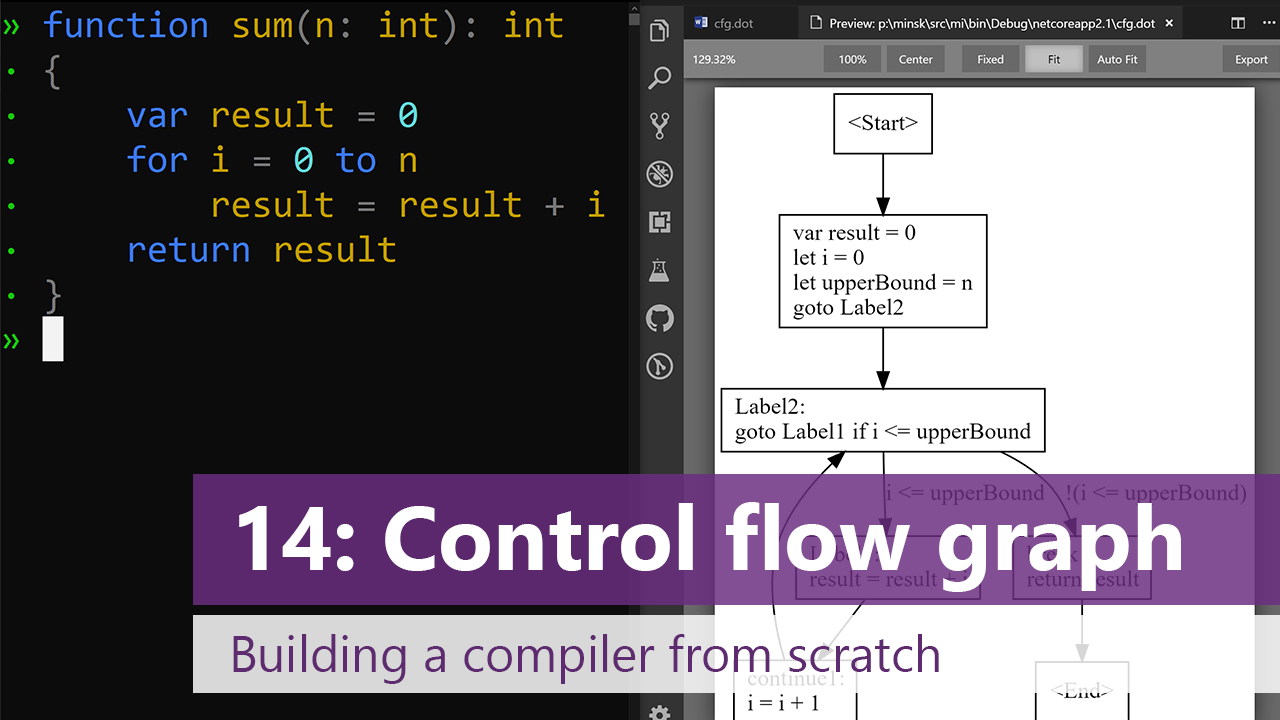 » function sum(n: int): int
· {
· var result = 0
· for i = 0 to n
· result = result + i
· return result
· }
»
cfg.dot
Preview: p:\minsk\src\mi\bin\Debug\netcoreapp2.1\cfg.dot ×
129.32%
100%
Center
Fixed
Fit
Auto Fit
Export
<Start>
var result = 0
let i = 0
let upperBound = n
goto Label2
Label2:
goto Label1 if i <= upperBound
i <= upperBound
!(i <= upperBound)
result = result
return result
14: Control flow graph
Building a compiler from scratch
continue1:
i = i + 1
<End>